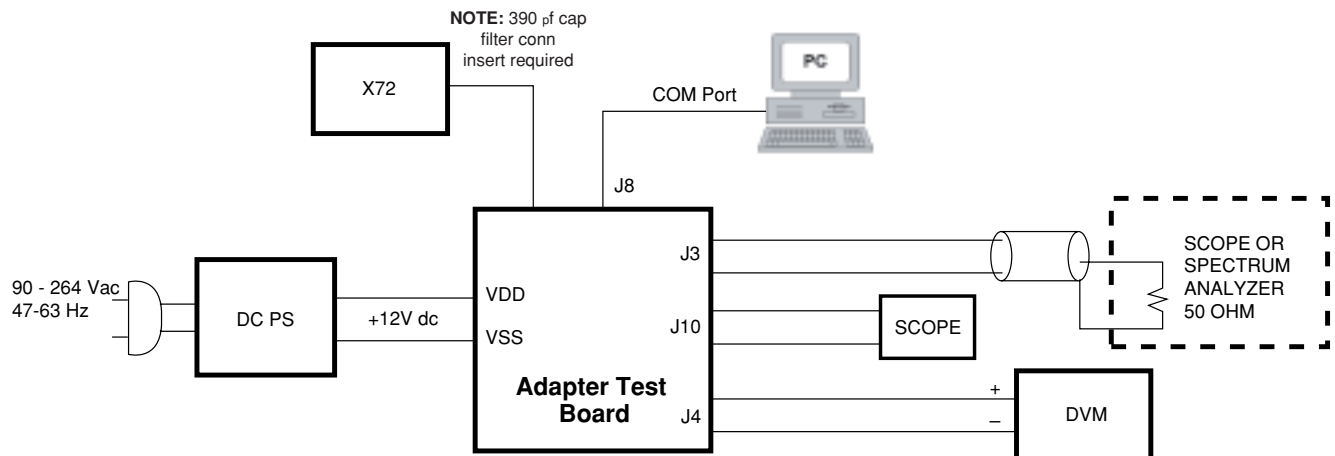 NOTE: 390 pf cap
filter conn
insert required
X72
PC
COM Port
J8
90 - 264 Vac
47-63 Hz
DC PS
+12V dc
VDD
VSS
Adapter Test
Board
J3
J10
J4
SCOPE
SCOPE OR
SPECTRUM
ANALYZER
50 OHM
+
–
DVM